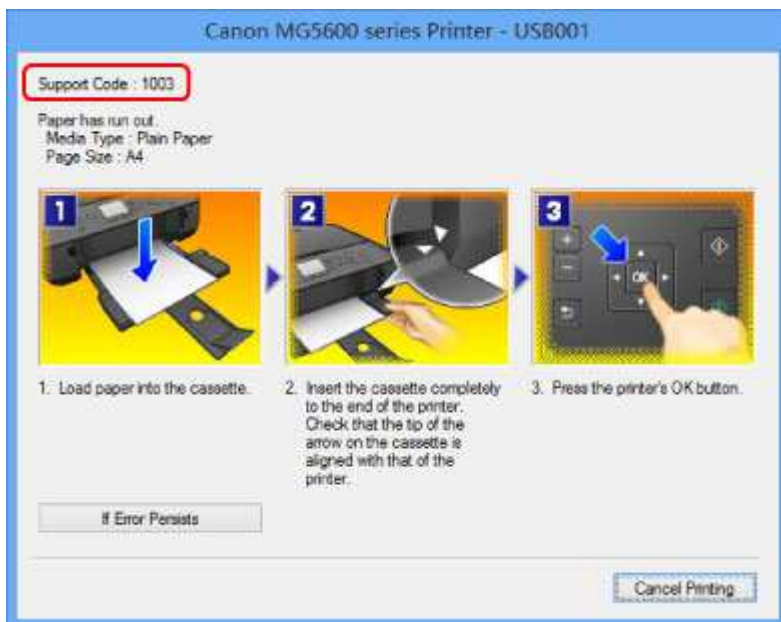 Canon MG5600 series Printer - USB001
Support Code : 1003
Paper has run out.
Media Type : Plain Paper
Page Size : A4
1
2
3
OK
1. Load paper into the cassette.
2. Insert the cassette completely
to the end of the printer.
Check that the tip of the
arrow on the cassette is
aligned with that of the
printer.
3. Press the printer's OK button.
If Error Persists
Cancel Printing